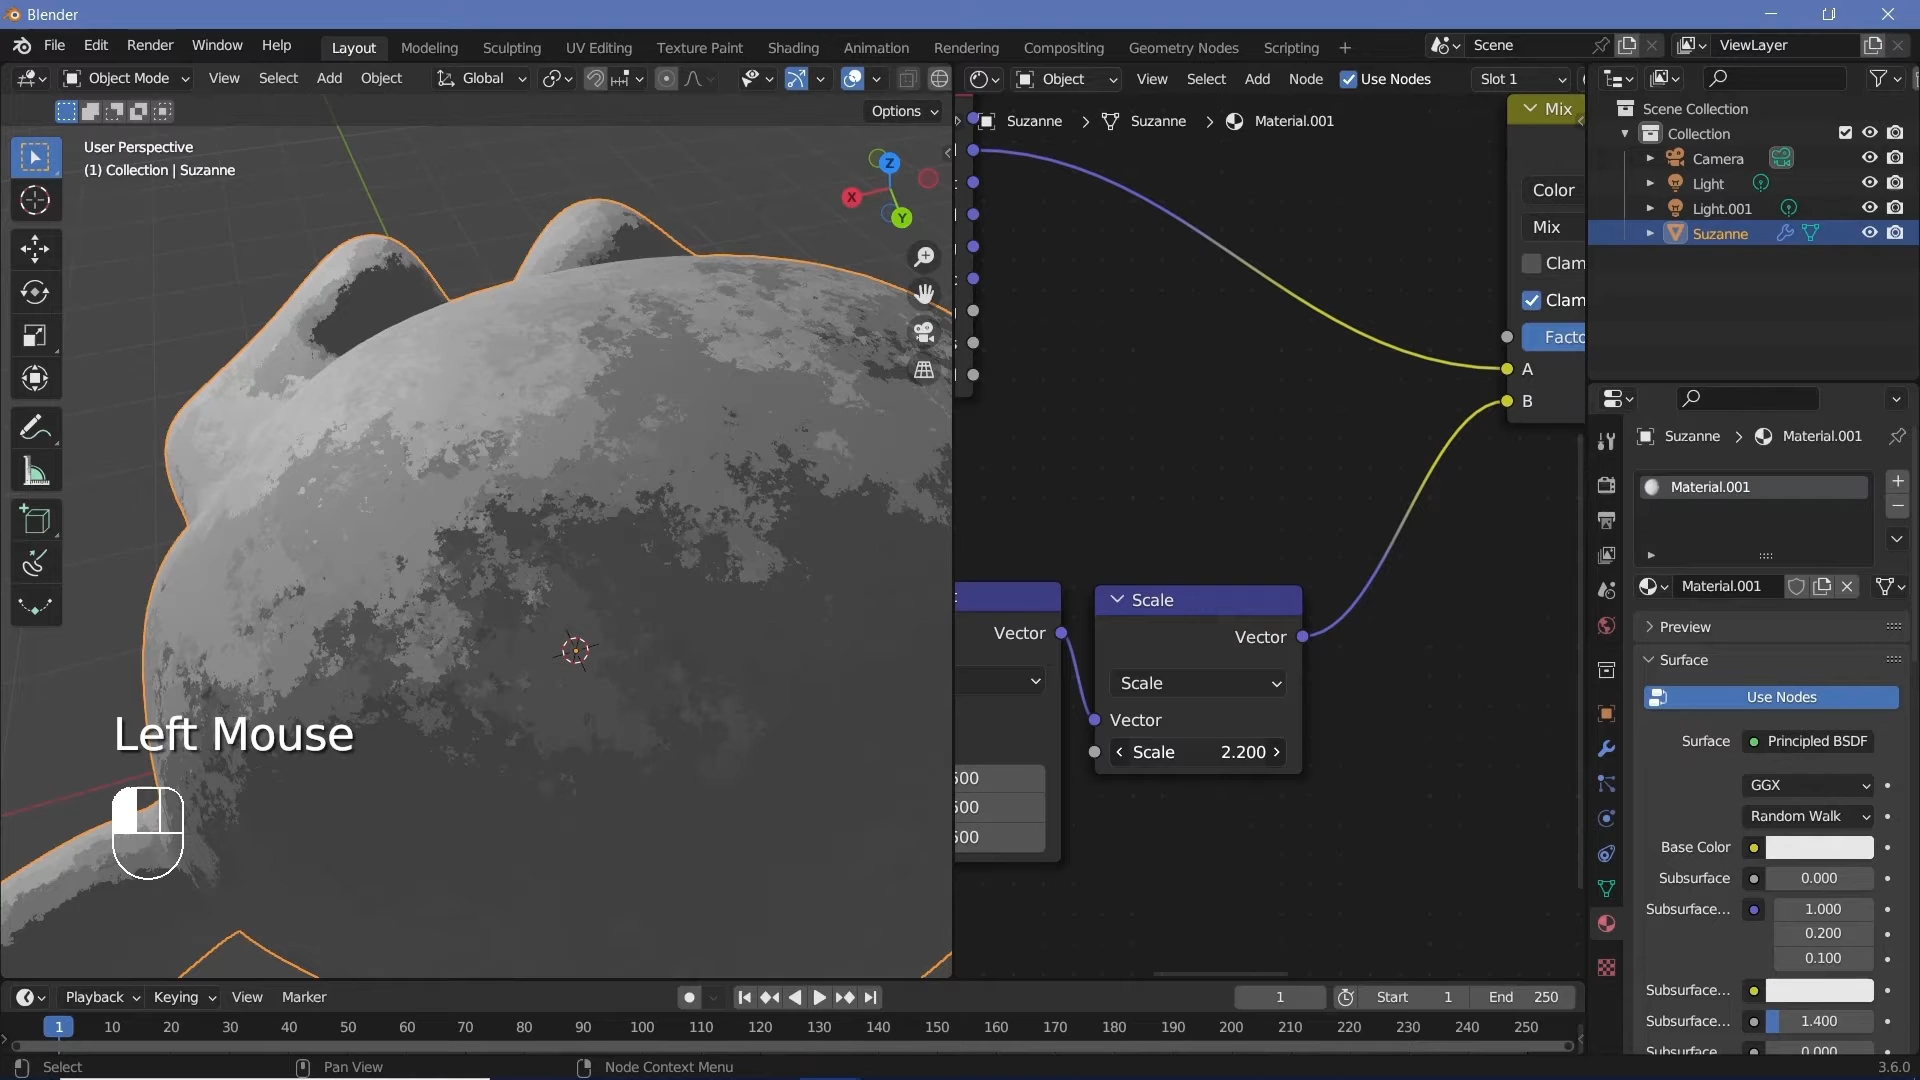 Blender
File Edit Render Window Help Layout Modeling Sculpting UV Editing Texture Paint Shading Animation Rendering Compositing Geometry Nodes Scripting + Scene ViewLayer
Object Mode View Select Add Object Global Object View Select Add Node Use Nodes Slot 1
Options
User Perspective
(1) Collection | Suzanne
Z
X
Y
Suzanne > Suzanne > Material.001
Mix
Color
Mix
Clam
Clam
Facto
A
B
Vector
500
500
500
Scale
Vector
Scale
Vector
Scale 2.200
Left Mouse
Scene Collection
Collection
Camera
Light
Light.001
Suzanne
Suzanne > Material.001
Material.001
Material.001
Preview
Surface
Use Nodes
Surface Principled BSDF
GGX
Random Walk
Base Color
Subsurface 0.000
Subsurface... 1.000
0.200
0.100
Subsurface...
Subsurface... 1.400
Subsurface... 0.000
Playback Keying View Marker 1 Start 1 End 250
1 10 20 30 40 50 60 70 80 90 100 110 120 130 140 150 160 170 180 190 200 210 220 230 240 250
Select Pan View Node Context Menu 3.6.0